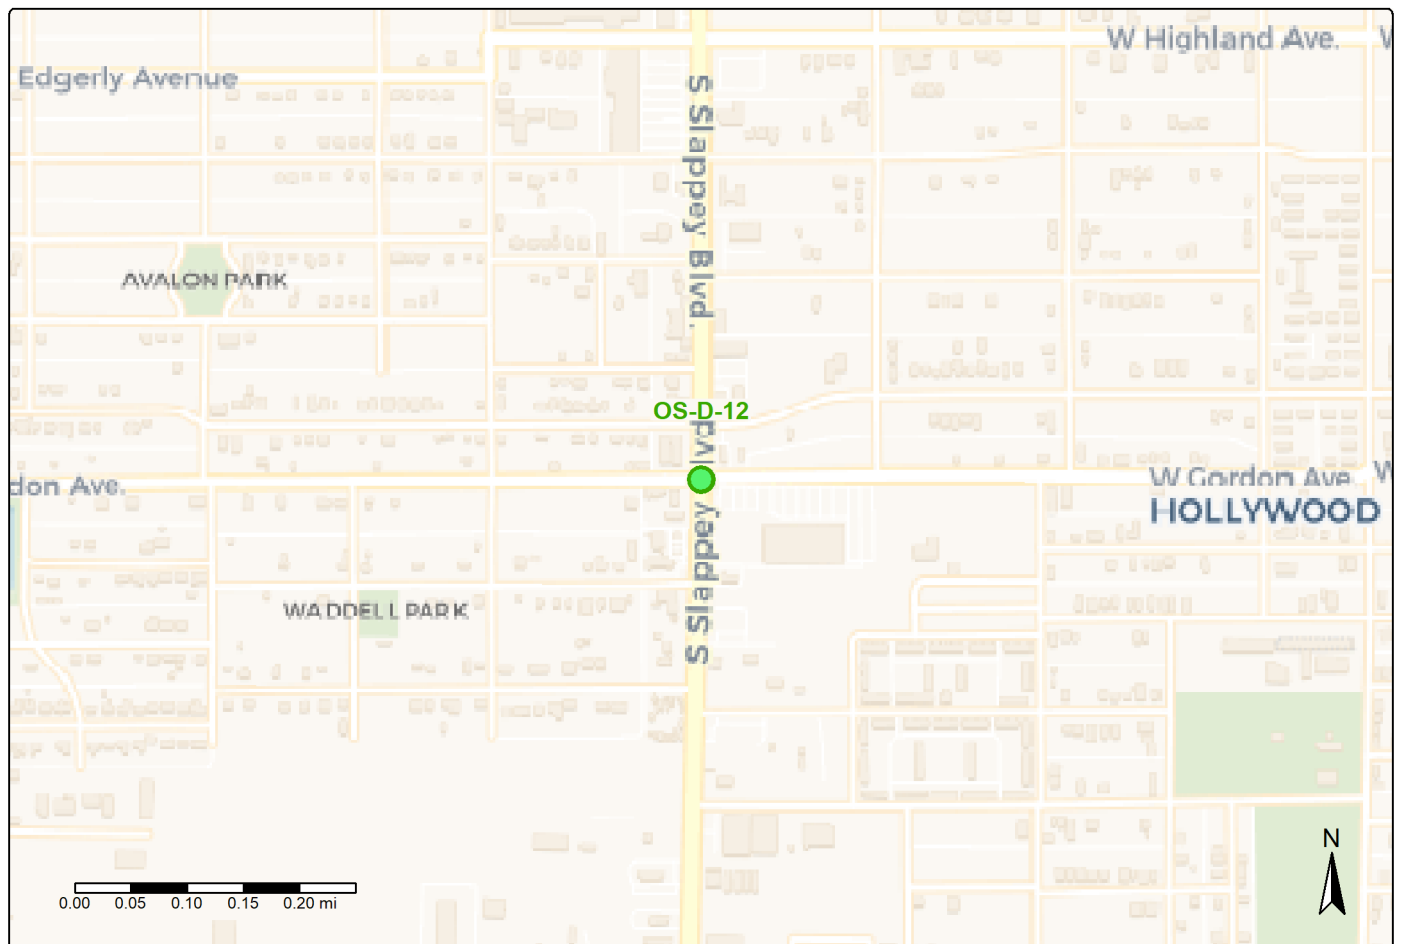 W Highland Ave.
W
Edgerly Avenue
S Slappey Blvd.
AVALON PARK
OS-D-12
lvd
don Ave.
W Gordon Ave.
W
HOLLYWOOD
S Slappey
WADDELL PARK
N
0.00 0.05 0.10 0.15 0.20 mi